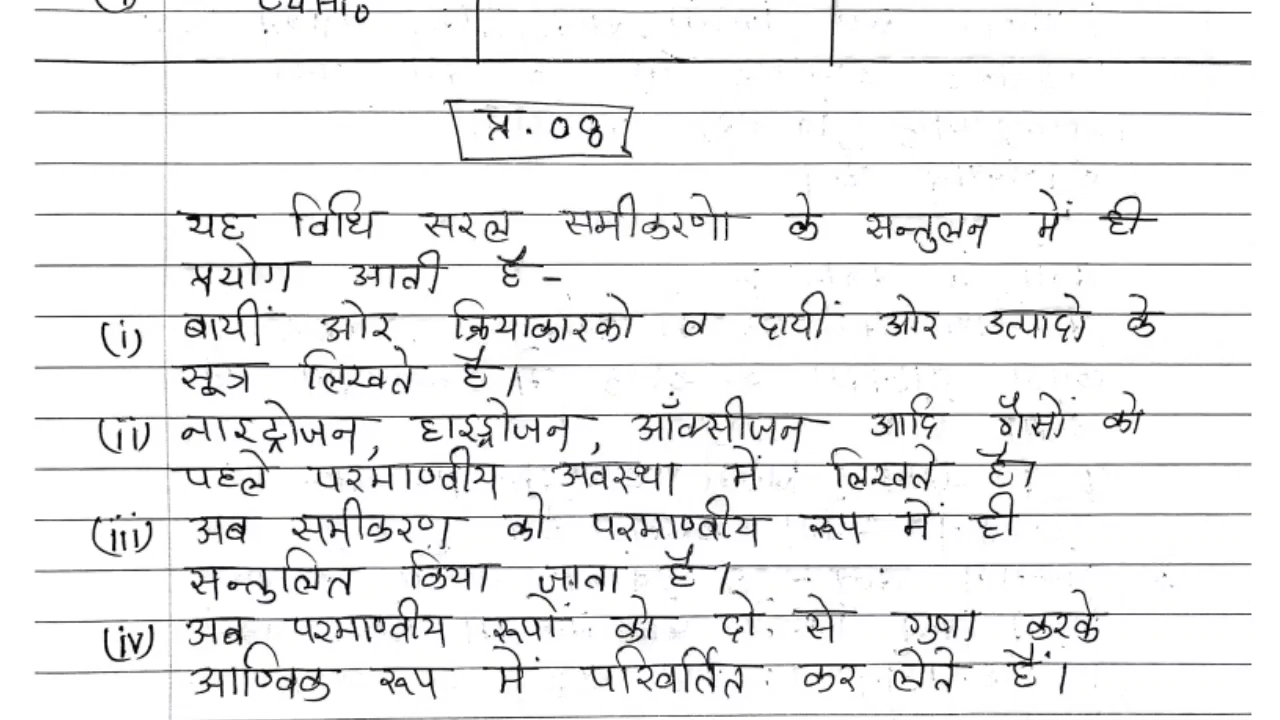 प्र. 08
यह विधि सरल समीकरणो के सन्तुलन में ही
प्रयोग आती है -
(i) बायीं ओर क्रियाकारको व दायीं ओर उत्पादो के
सूत्र लिखते है।
(ii) नाइट्रोजन, हाइड्रोजन, ऑक्सीजन आदि गैसों को
पहले परमाण्वीय अवस्था में लिखते है।
(iii) अब समीकरण को परमाण्वीय रूप में ही
सन्तुलित किया जाता है।
(iv) अब परमाण्वीय रूपों को दो से गुणा करके
आण्विक रूप में परिवर्तित कर लेते हैं।